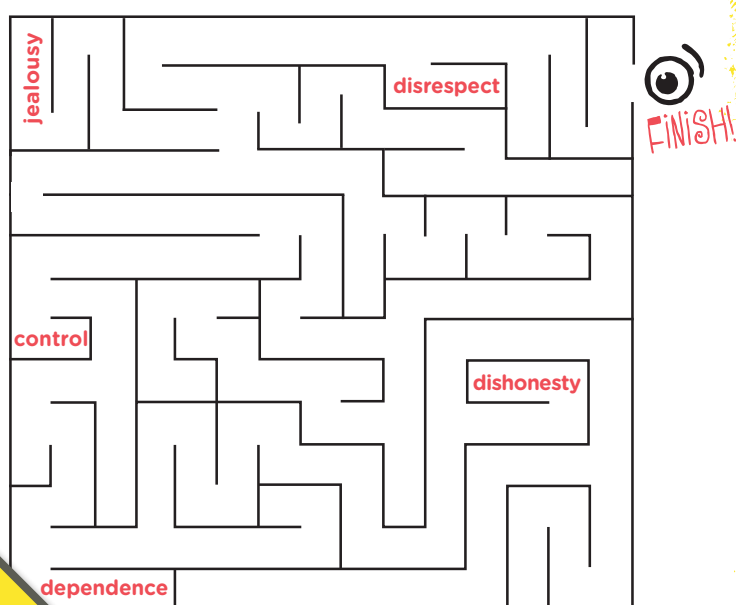 jealousy
disrespect
FiNiSH!
control
dishonesty
dependence